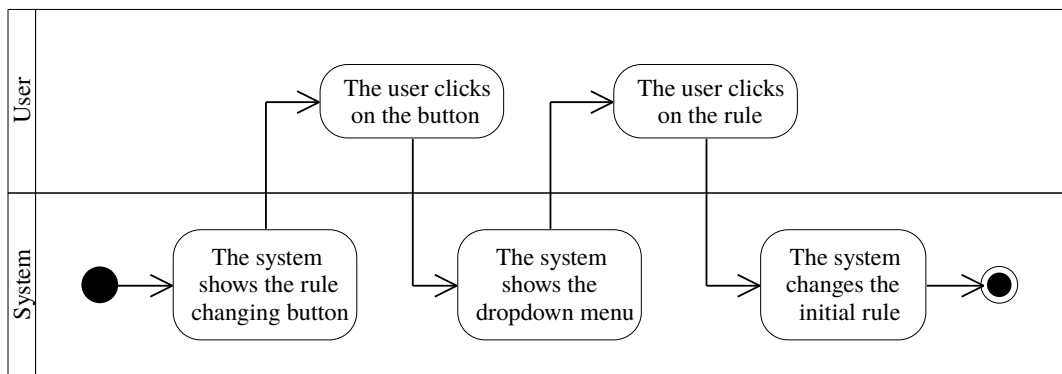 User
The user clicks
on the button
The user clicks
on the rule
System
The system
shows the rule
changing button
The system
shows the
dropdown menu
The system
changes the
initial rule